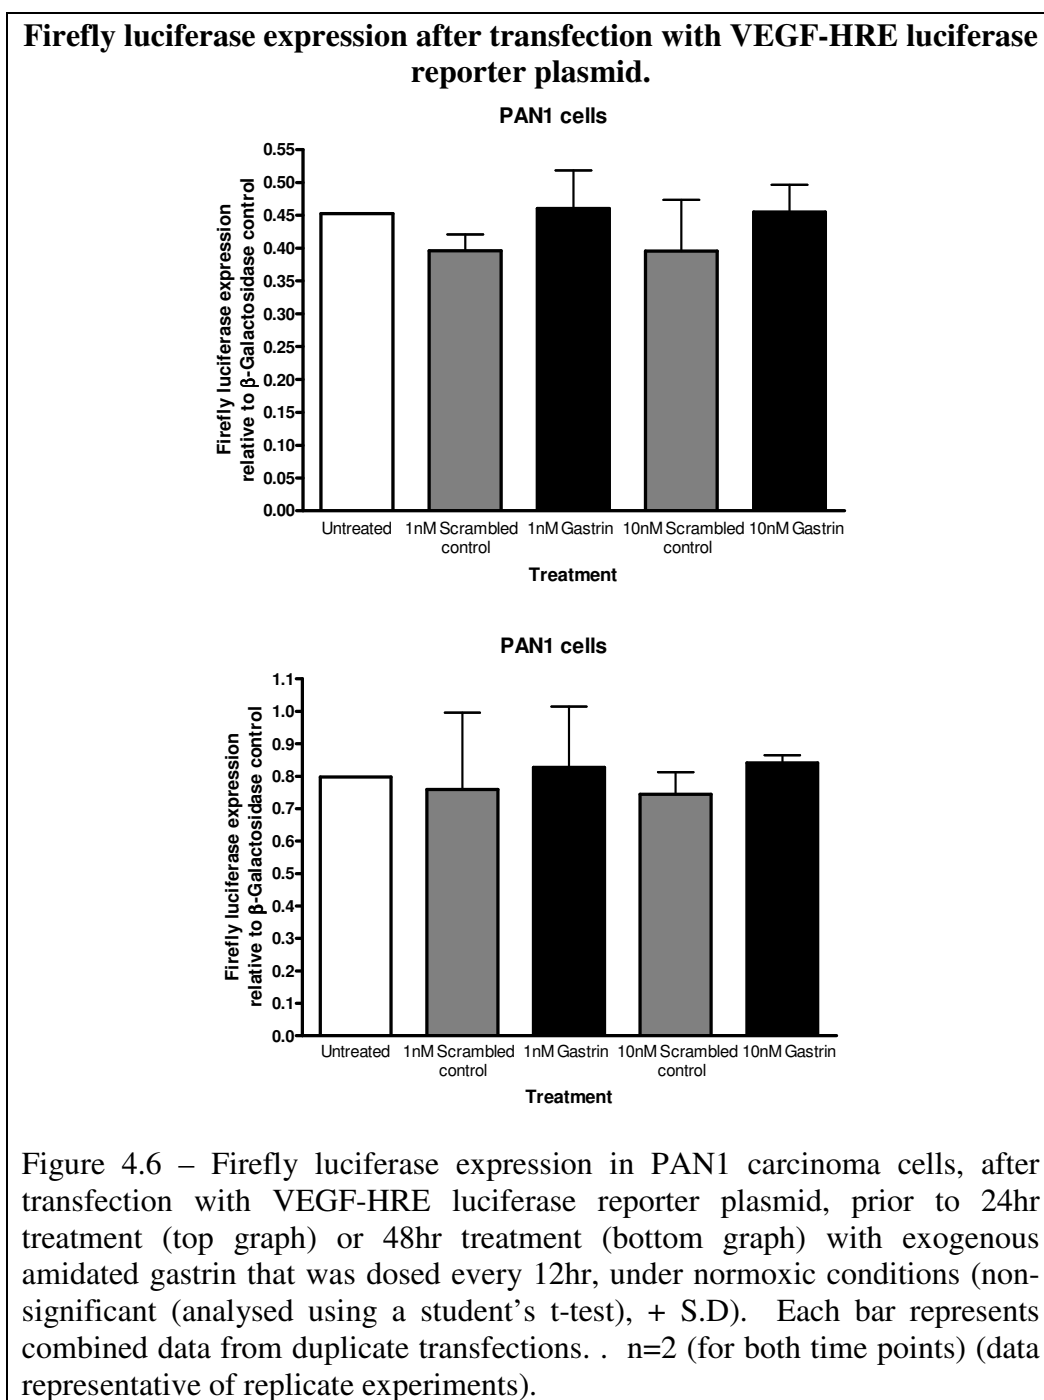 Firefly luciferase expression after transfection with VEGF-HRE luciferase
reporter plasmid.
PAN1 cells
Firefly luciferase expression
relative to β-Galactosidase control
0.55
0.50
0.45
0.40
0.35
0.30
0.25
0.20
0.15
0.10
0.05
0.00
Untreated 1nM Scrambled 1nM Gastrin 10nM Scrambled 10nM Gastrin
control control
Treatment
PAN1 cells
Firefly luciferase expression
relative to β-Galactosidase control
1.1
1.0
0.9
0.8
0.7
0.6
0.5
0.4
0.3
0.2
0.1
0.0
Untreated 1nM Scrambled 1nM Gastrin 10nM Scrambled 10nM Gastrin
control control
Treatment
Figure 4.6 – Firefly luciferase expression in PAN1 carcinoma cells, after
transfection with VEGF-HRE luciferase reporter plasmid, prior to 24hr
treatment (top graph) or 48hr treatment (bottom graph) with exogenous
amidated gastrin that was dosed every 12hr, under normoxic conditions (non-
significant (analysed using a student's t-test), + S.D). Each bar represents
combined data from duplicate transfections. . n=2 (for both time points) (data
representative of replicate experiments).